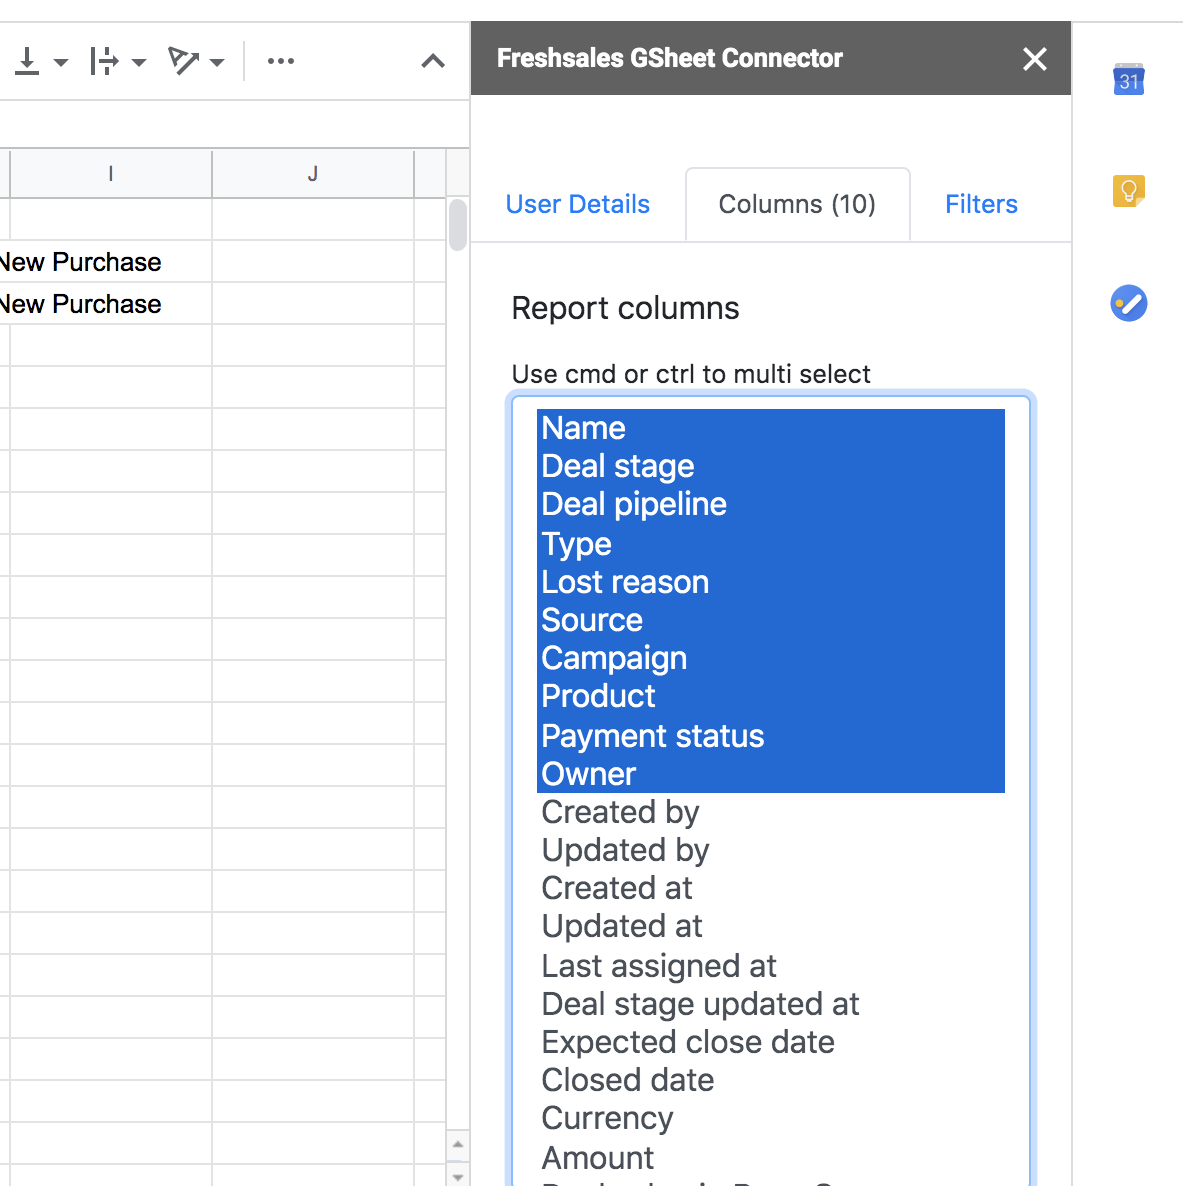 Freshsales GSheet Connector
31
I
J
User Details
Columns (10)
Filters
New Purchase
New Purchase
Report columns
Use cmd or ctrl to multi select
Name
Deal stage
Deal pipeline
Type
Lost reason
Source
Campaign
Product
Payment status
Owner
Created by
Updated by
Created at
Updated at
Last assigned at
Deal stage updated at
Expected close date
Closed date
Currency
Amount